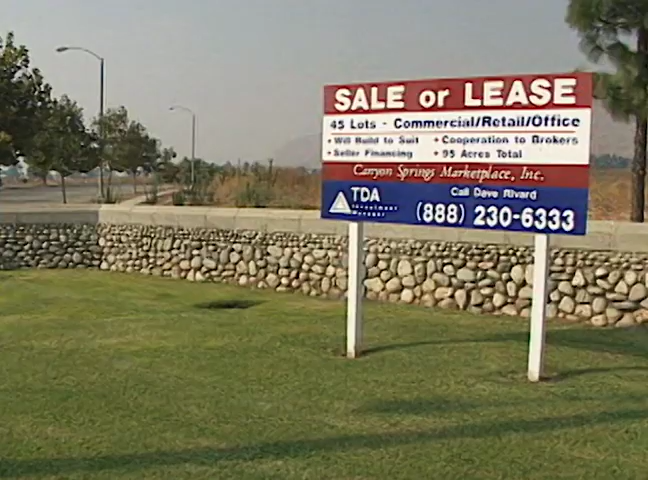 SALE or LEASE
45 Lots - Commercial/Retail/Office
• Will Build to Suit • Cooperation to Brokers
• Seller Financing • 95 Acres Total
Canyon Springs Marketplace, Inc.
TDA Call Dave Rivard
Investment
(888) 230-6333